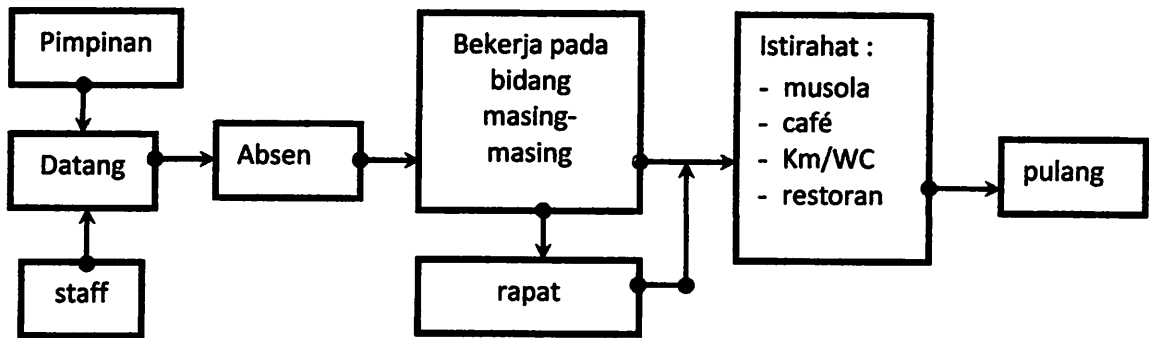 Pimpinan
Datang
staff
Absen
Bekerja pada
bidang
masing-
masing
rapat
Istirahat :
- musola
- café
- Km/WC
- restoran
pulang